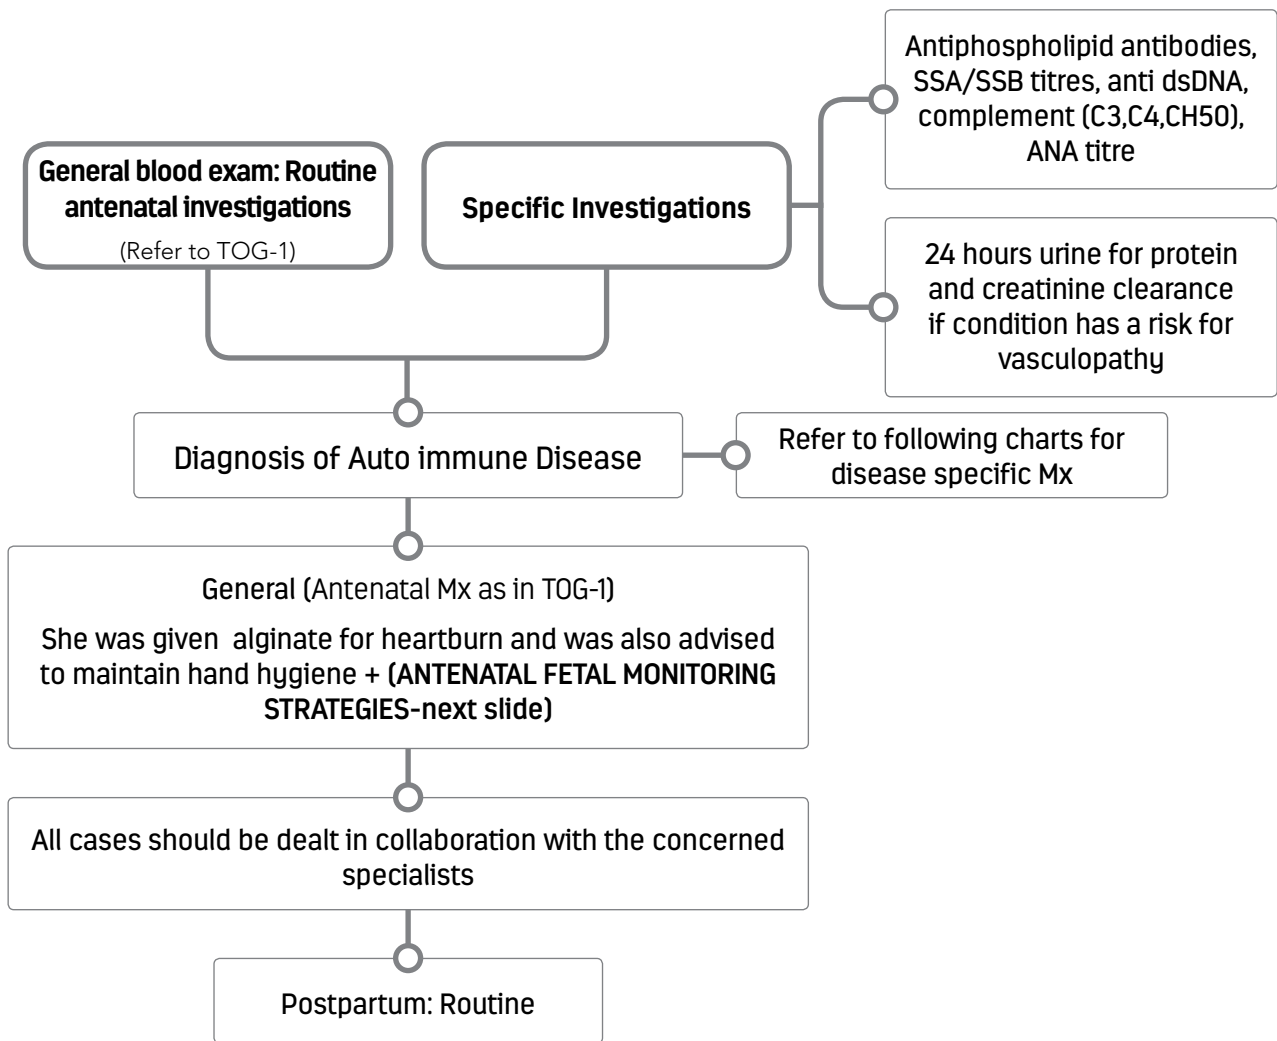 Antiphospholipid antibodies,
SSA/SSB titres, anti dsDNA,
complement (C3,C4,CH50),
ANA titre
General blood exam: Routine
antenatal investigations
(Refer to TOG-1)
Specific Investigations
24 hours urine for protein
and creatinine clearance
if condition has a risk for
vasculopathy
Diagnosis of Auto immune Disease
Refer to following charts for
disease specific Mx
General (Antenatal Mx as in TOG-1)
She was given alginate for heartburn and was also advised
to maintain hand hygiene + (ANTENATAL FETAL MONITORING
STRATEGIES-next slide)
All cases should be dealt in collaboration with the concerned
specialists
Postpartum: Routine